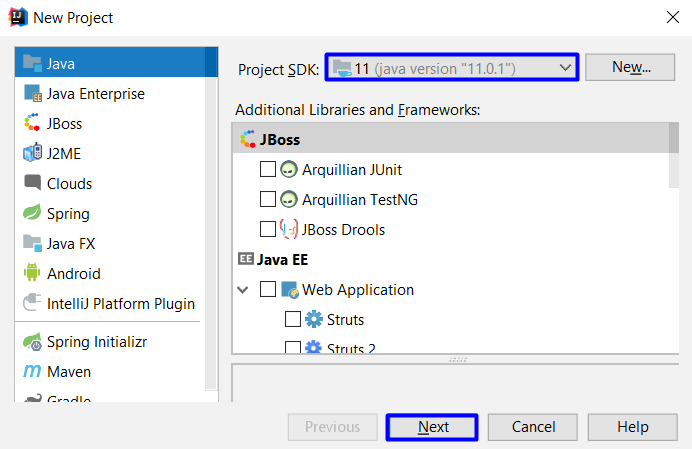 New Project
Java
Java Enterprise
JBoss
J2ME
Clouds
Spring
Java FX
Android
IntelliJ Platform Plugin
Spring Initializr
Maven
Gradle
Project SDK: 11 (java version "11.0.1") New...
Additional Libraries and Frameworks:
JBoss
Arquillian JUnit
Arquillian TestNG
JBoss Drools
Java EE
Web Application
Struts
Struts 2
Previous Next Cancel Help